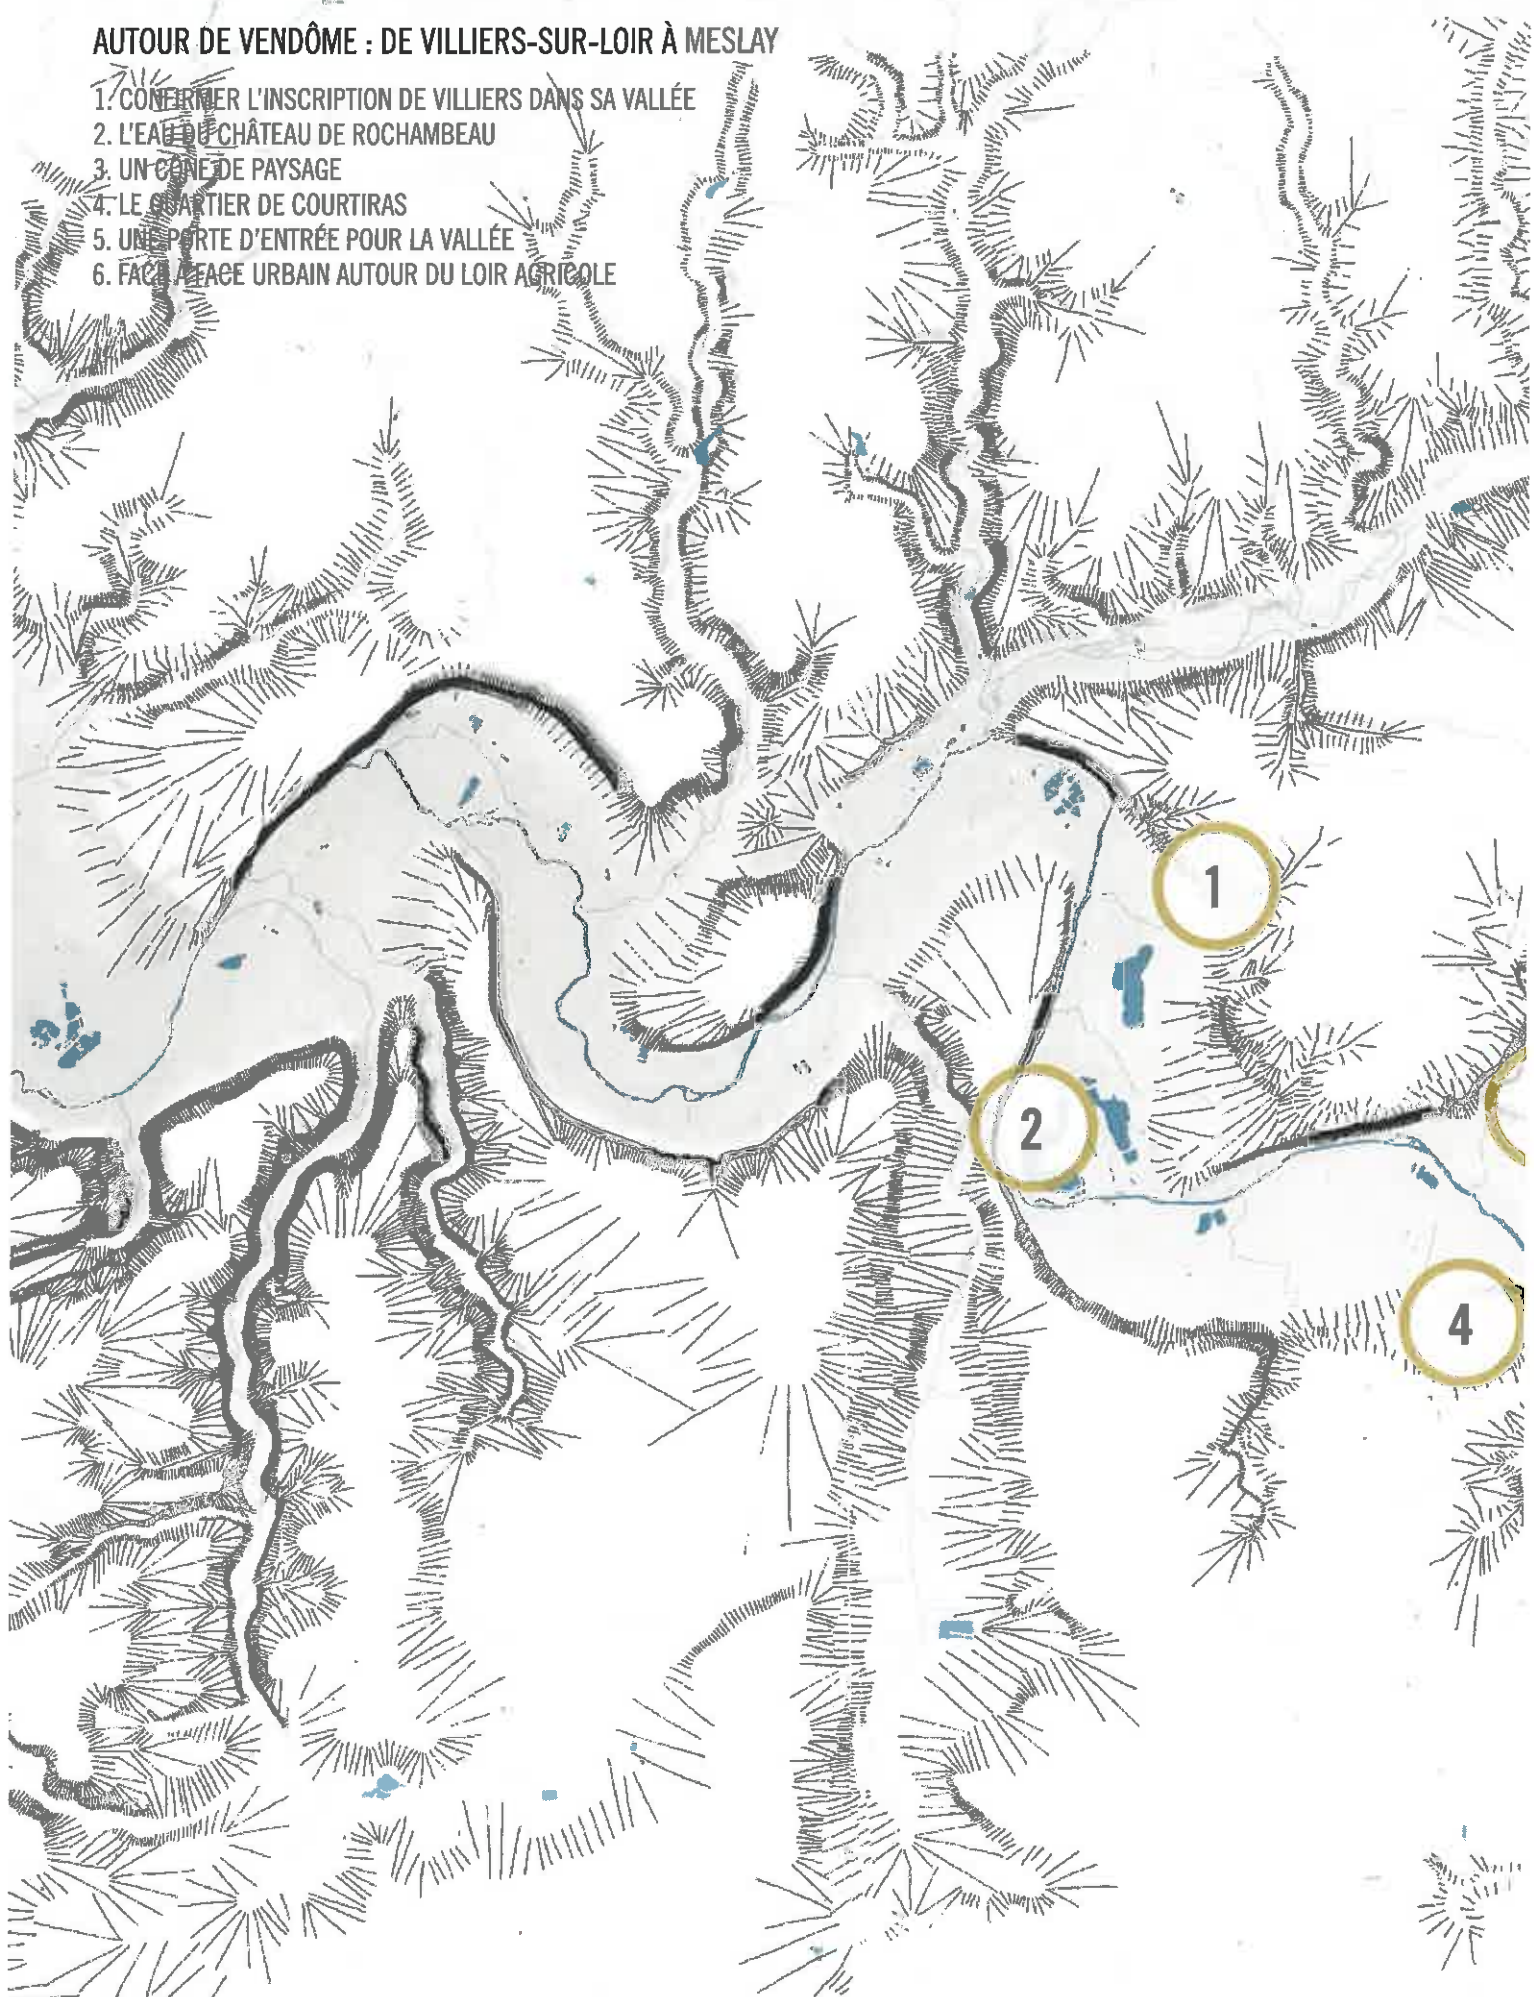 AUTOUR DE VENDÔME : DE VILLIERS-SUR-LOIR À MESLAY
1. CONFIRMER L'INSCRIPTION DE VILLIERS DANS SA VALLÉE
2. L'EAU DU CHÂTEAU DE ROCHAMBEAU
3. UN CÔNE DE PAYSAGE
4. LE QUARTIER DE COURTIRAS
5. UNE PORTE D'ENTRÉE POUR LA VALLÉE
6. FACE À FACE URBAIN AUTOUR DU LOIR AGRICOLE
1
2
4